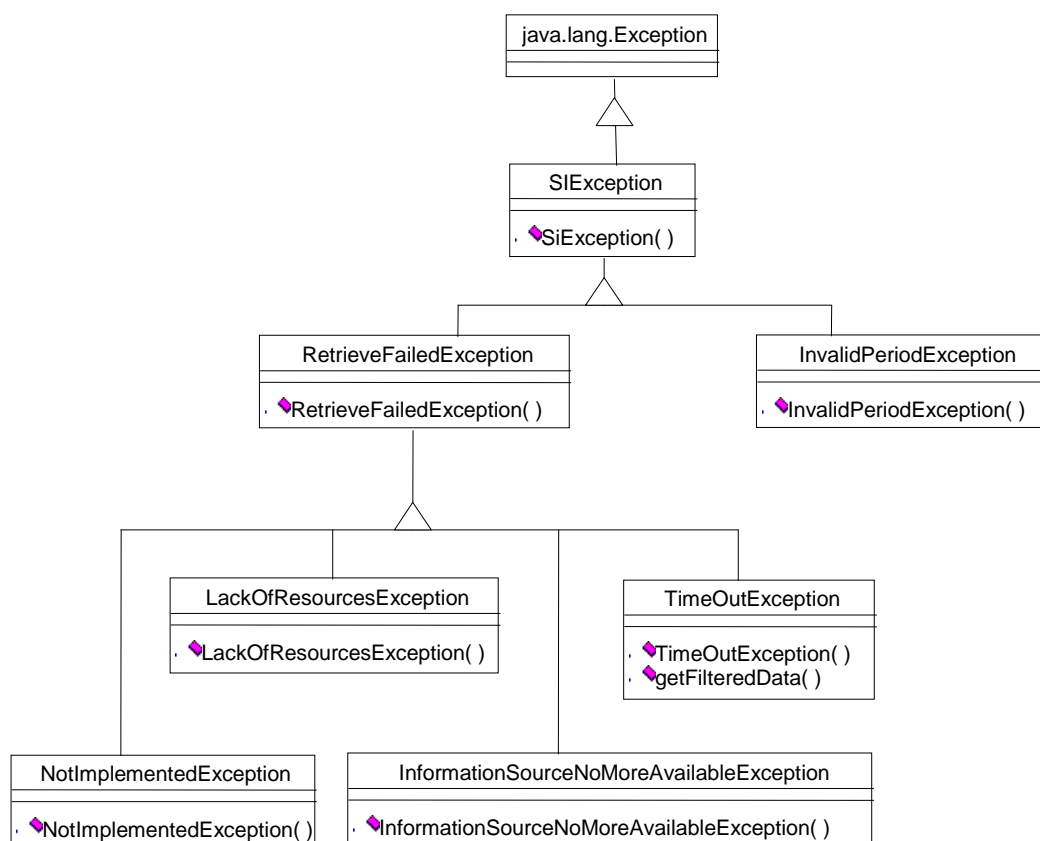 java.lang.Exception
SIException
SiException( )
RetrieveFailedException
RetrieveFailedException( )
InvalidPeriodException
InvalidPeriodException( )
LackOfResourcesException
LackOfResourcesException( )
TimeOutException
TimeOutException( )
getFilteredData( )
NotImplementedException
NotImplementedException( )
InformationSourceNoMoreAvailableException
InformationSourceNoMoreAvailableException( )